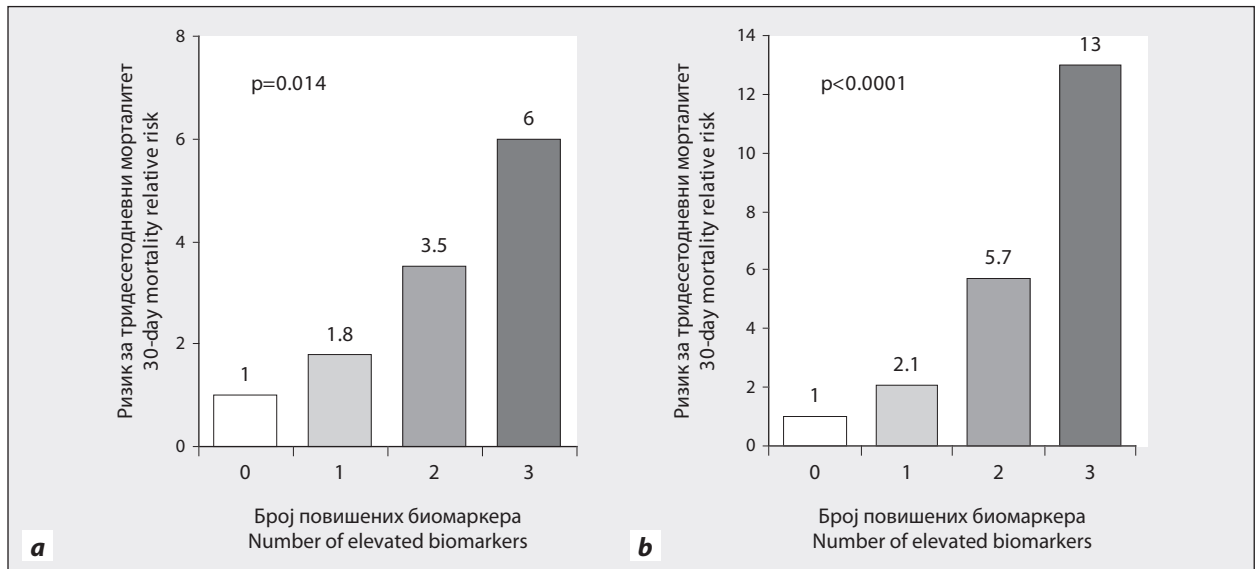 Ризик за тридесетодневни морталитет
30-day mortality relative risk
8
6
4
2
0
p=0.014
1
1.8
3.5
6
0
1
2
3
Број повишених биомаркера
Number of elevated biomarkers
a
Ризик за тридесетодневни морталитет
30-day mortality relative risk
14
12
10
8
6
4
2
0
p<0.0001
1
2.1
5.7
13
0
1
2
3
Број повишених биомаркера
Number of elevated biomarkers
b